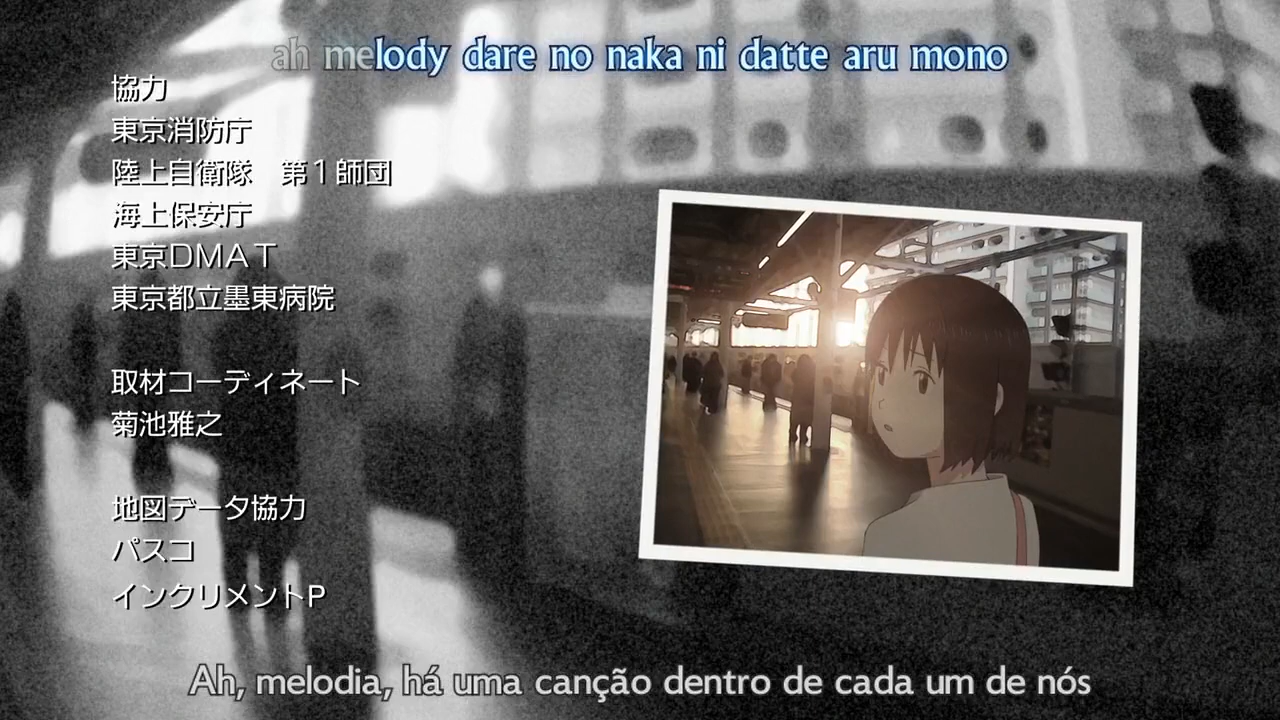 ah melody dare no naka ni datte aru mono
協力
東京消防庁
陸上自衛隊　第１師団
海上保安庁
東京ＤＭＡＴ
東京都立墨東病院
取材コーディネート
菊池雅之
地図データ協力
パスコ
インクリメントP
Ah, melodia, há uma canção dentro de cada um de nós